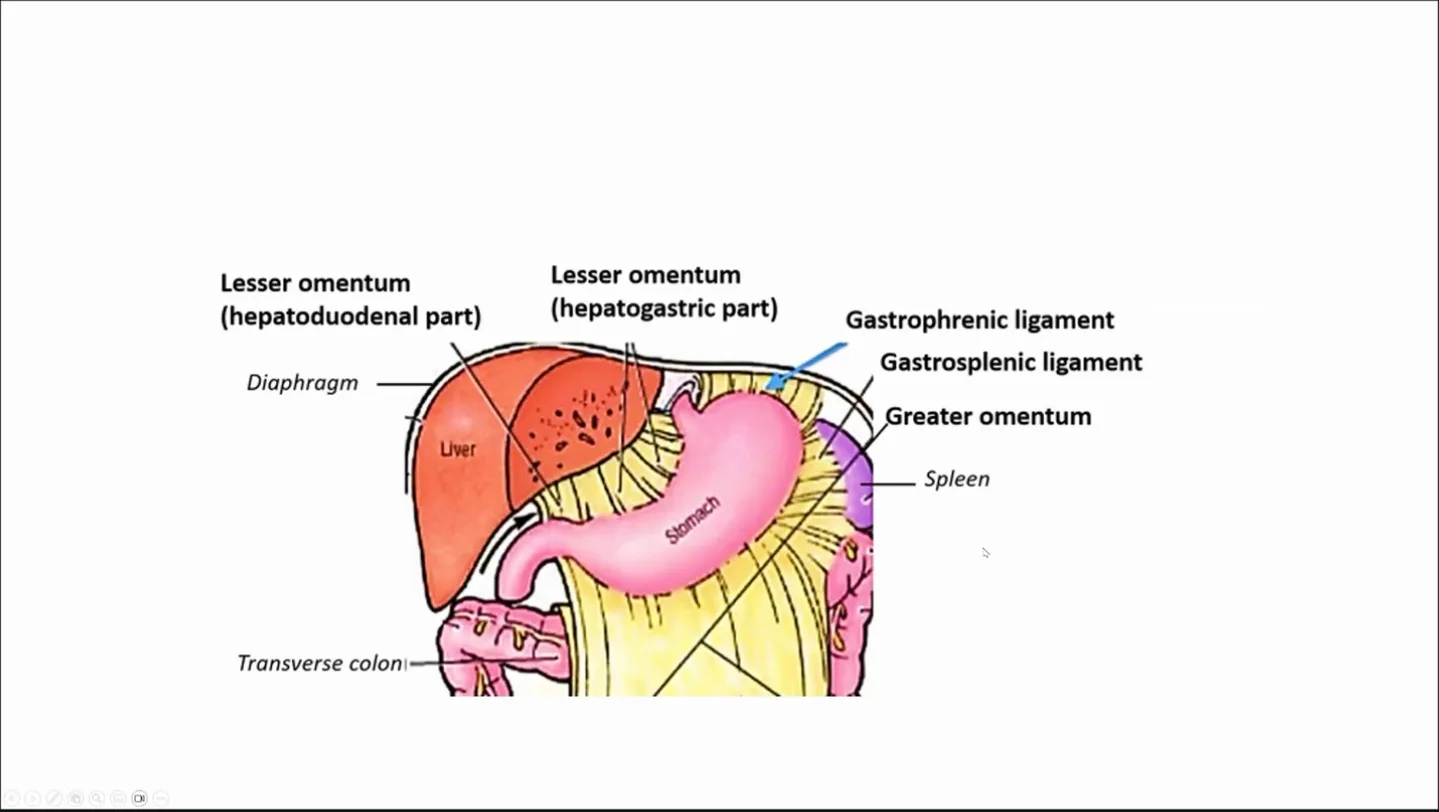 Lesser omentum
(hepatoduodenal part)
Lesser omentum
(hepatogastric part)
Gastrophrenic ligament
Gastrosplenic ligament
Diaphragm
Greater omentum
Liver
Spleen
Stomach
Transverse colon